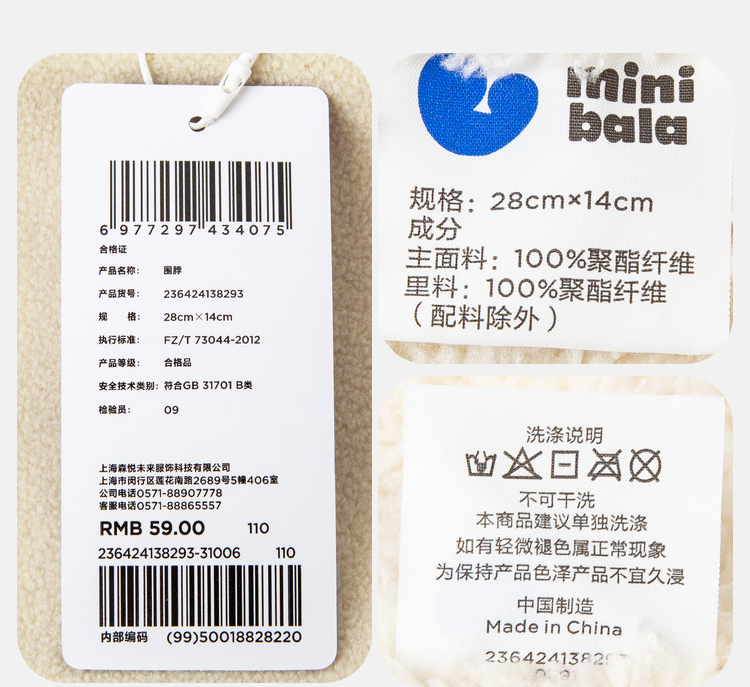 6 977297 434075
合格证
产品名称： 围脖
产品货号： 236424138293
规 格： 28cm×14cm
执行标准： FZ/T 73044-2012
产品等级： 合格品
安全技术类别： 符合GB 31701 B类
检验员： 09
上海森悦未来服饰科技有限公司
上海市闵行区莲花南路2689号5幢406室
公司电话0571-88907778
客服电话0571-88865557
RMB 59.00 110
236424138293-31006 110
内部编码 (99)50018828220
mini
bala
规格：28cm×14cm
成分
主面料：100%聚酯纤维
里料：100%聚酯纤维
（配料除外）
洗涤说明
不可干洗
本商品建议单独洗涤
如有轻微褪色属正常现象
为保持产品色泽产品不宜久浸
中国制造
Made in China